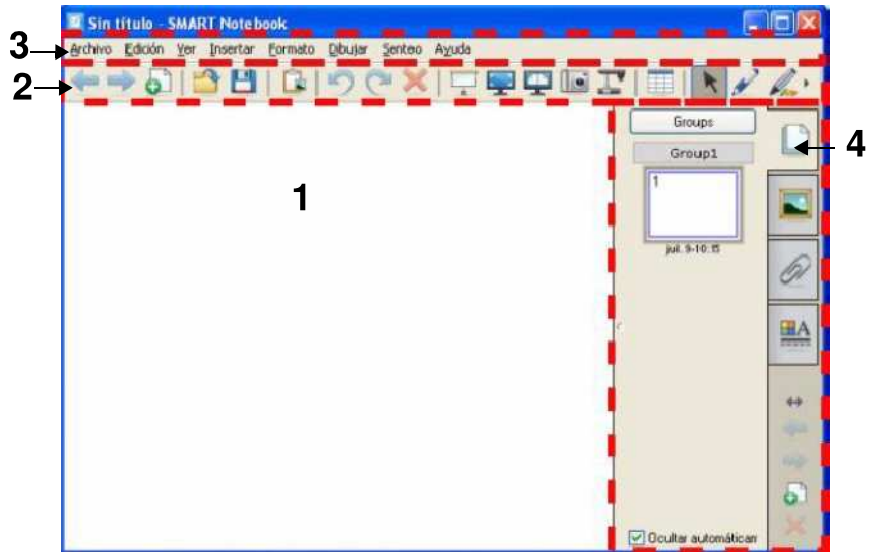 Sin título - SMART Notebook
3
Archivo Edición Ver Insertar Formato Dibujar Senteo Ayuda
2
Groups
4
Group1
1
1
juil. 9-10:15
A
Ocultar automátican